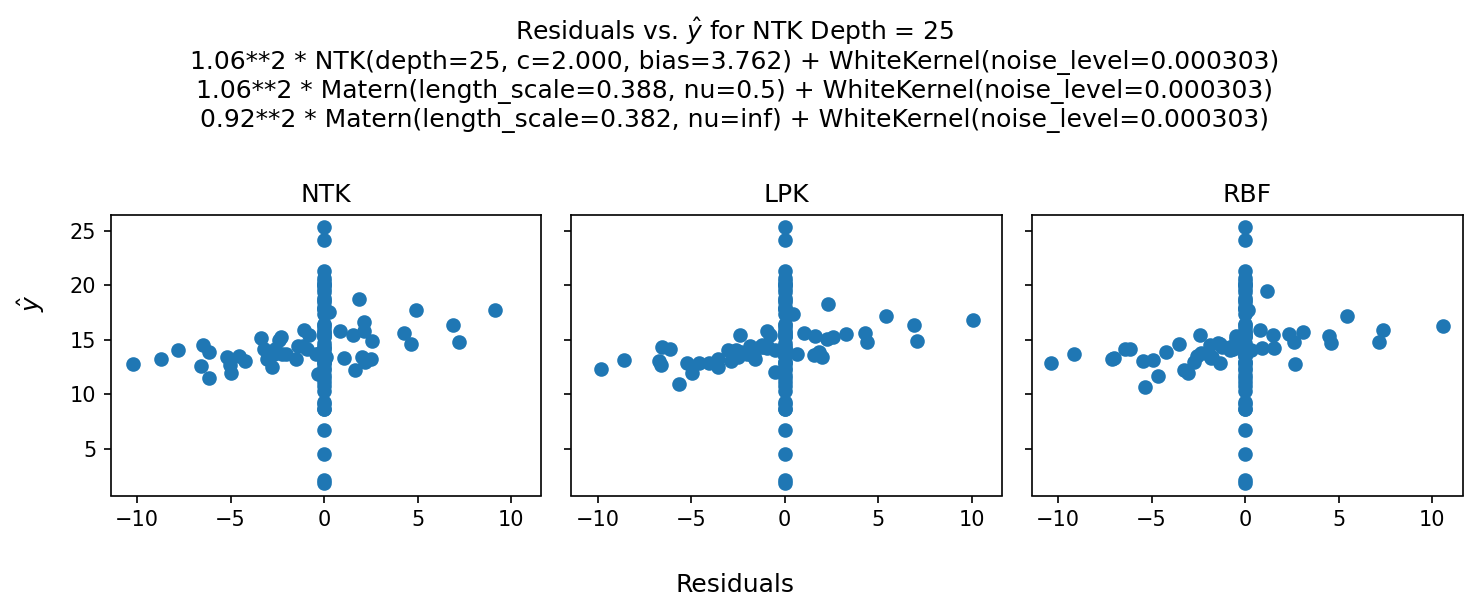 Residuals vs. ŷ for NTK Depth = 25
1.06**2 * NTK(depth=25, c=2.000, bias=3.762) + WhiteKernel(noise_level=0.000303)
1.06**2 * Matern(length_scale=0.388, nu=0.5) + WhiteKernel(noise_level=0.000303)
0.92**2 * Matern(length_scale=0.382, nu=inf) + WhiteKernel(noise_level=0.000303)
NTK LPK RBF
25
20
15
10
5
ŷ
−10 −5 0 5 10 −10 −5 0 5 10 −10 −5 0 5 10
Residuals